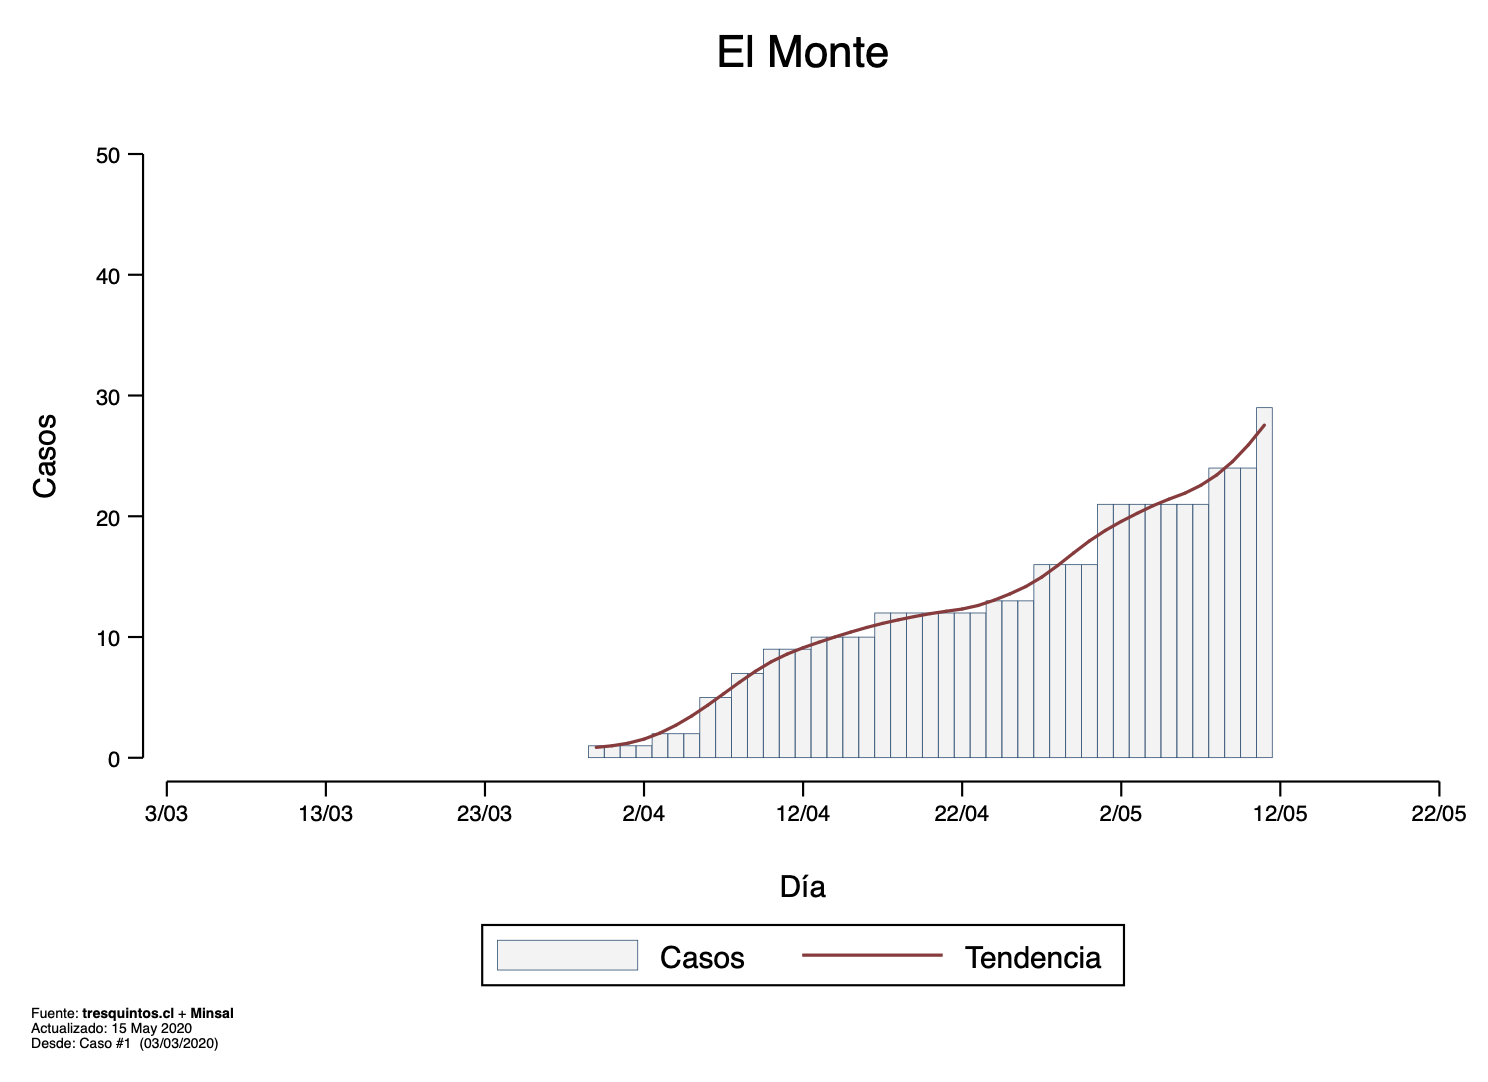 El Monte
50
40
30
20
10
0
Casos
3/03 13/03 23/03 2/04 12/04 22/04 2/05 12/05 22/05
Día
Casos Tendencia
Fuente: tresquintos.cl + Minsal
Actualizado: 15 May 2020
Desde: Caso #1 (03/03/2020)